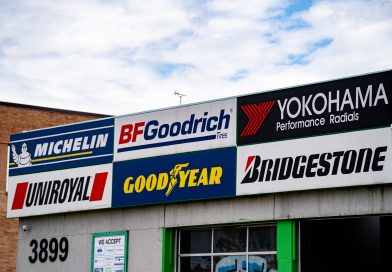 MICHELIN
BFGoodrich
Tires
YOKOHAMA
Performance Radials
UNIROYAL
GOODYEAR
BRIDGESTONE
3899
WE ACCEPT